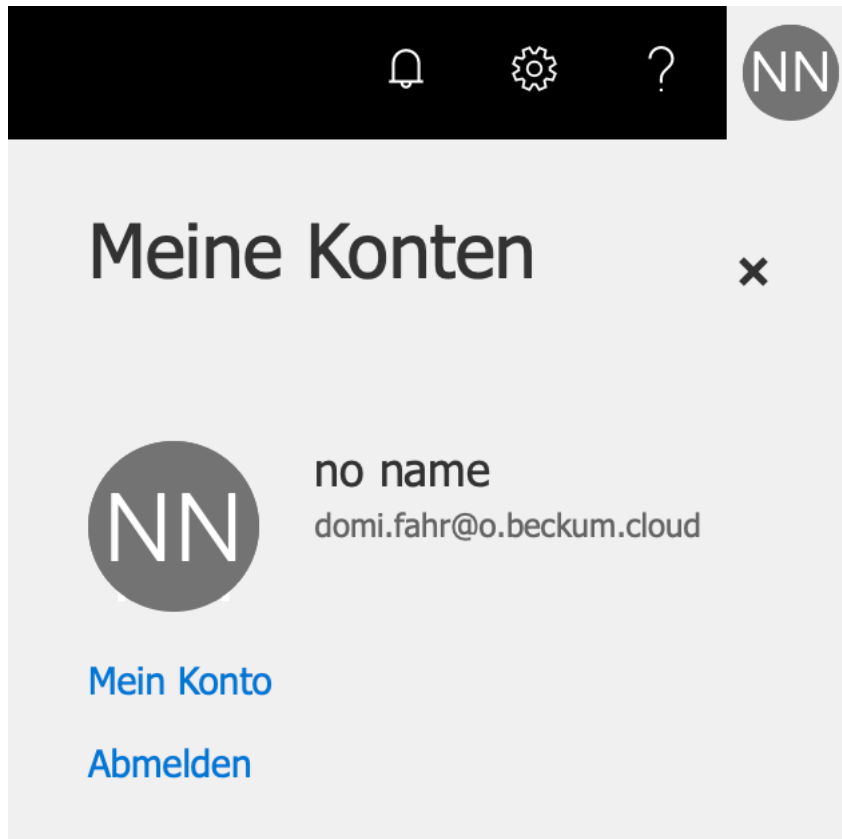 NN
Meine Konten
NN
no name
domi.fahr@o.beckum.cloud
Mein Konto
Abmelden